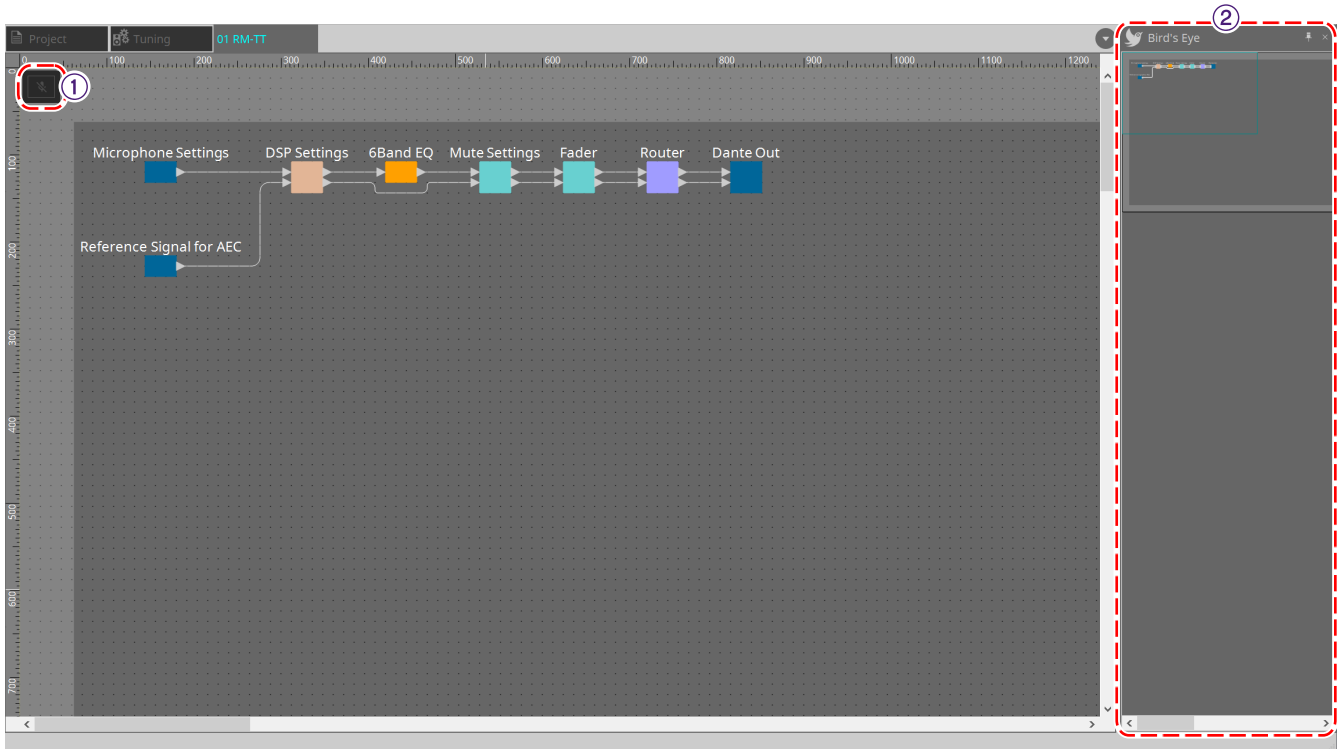 ②
Project
Tuning
01 RM-TT
Bird's Eye
0 100 200 300 400 500 600 700 800 900 1000 1100 1200
①
0
100
200
300
400
500
600
700
Microphone Settings DSP Settings 6Band EQ Mute Settings Fader Router Dante Out
Reference Signal for AEC